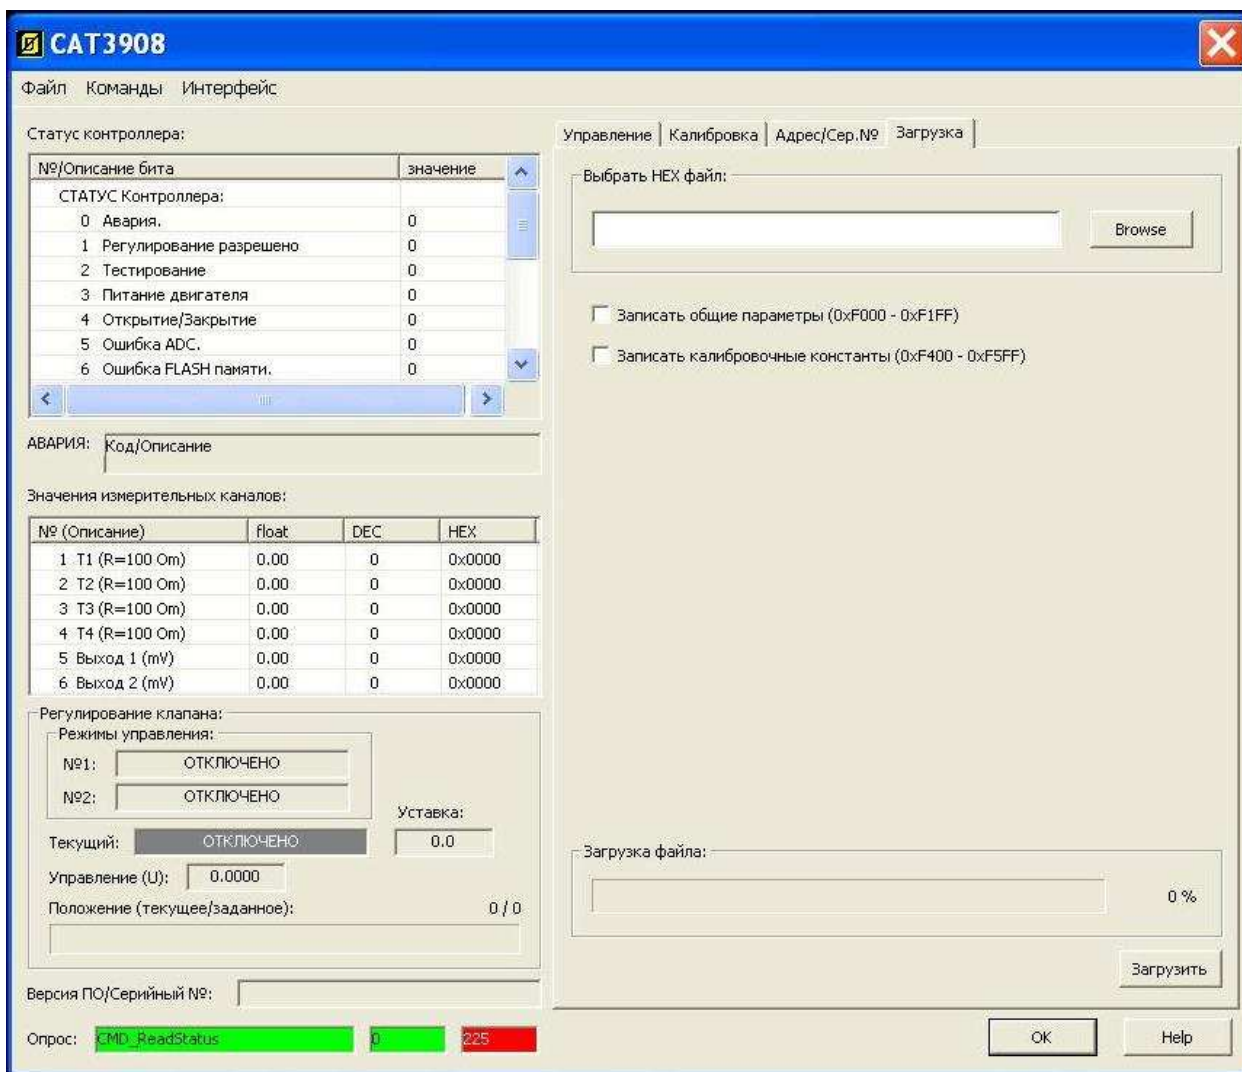 CAT3908
Файл Команды Интерфейс
Статус контроллера:
№/Описание бита значение
СТАТУС Контроллера:
0 Авария. 0
1 Регулирование разрешено 0
2 Тестирование 0
3 Питание двигателя 0
4 Открытие/Закрытие 0
5 Ошибка ADC. 0
6 Ошибка FLASH памяти. 0
АВАРИЯ: Код/Описание
Значения измерительных каналов:
№ (Описание) float DEC HEX
1 T1 (R=100 Om) 0.00 0 0x0000
2 T2 (R=100 Om) 0.00 0 0x0000
3 T3 (R=100 Om) 0.00 0 0x0000
4 T4 (R=100 Om) 0.00 0 0x0000
5 Выход 1 (mV) 0.00 0 0x0000
6 Выход 2 (mV) 0.00 0 0x0000
Регулирование клапана:
Режимы управления:
№1: ОТКЛЮЧЕНО
№2: ОТКЛЮЧЕНО
Уставка:
Текущий: ОТКЛЮЧЕНО 0.0
Управление (U): 0.0000
Положение (текущее/заданное): 0 / 0
Версия ПО/Серийный №:
Опрос: CMD_ReadStatus 0 225
Управление Калибровка Адрес/Сер.№ Загрузка
Выбрать HEX файл:
Browse
Записать общие параметры (0xF000 - 0xF1FF)
Записать калибровочные константы (0xF400 - 0xF5FF)
Загрузка файла:
0 %
Загрузить
OK Help